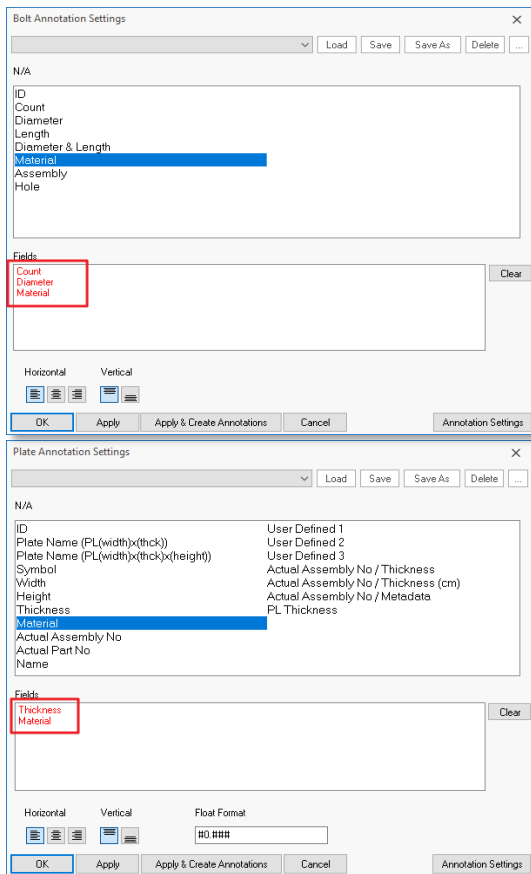 Bolt Annotation Settings
Load Save Save As Delete ...
N/A
ID
Count
Diameter
Length
Diameter & Length
Material
Assembly
Hole
Fields
Count
Diameter
Material
Clear
Horizontal Vertical
OK Apply Apply & Create Annotations Cancel Annotation Settings
Plate Annotation Settings
Load Save Save As Delete ...
N/A
ID
Plate Name (PL(width)x(thck))
Plate Name (PL(width)x(thck)x(height))
Symbol
Width
Height
Thickness
Material
Actual Assembly No
Actual Part No
Name
User Defined 1
User Defined 2
User Defined 3
Actual Assembly No / Thickness
Actual Assembly No / Thickness (cm)
Actual Assembly No / Metadata
PL Thickness
Fields
Thickness
Material
Clear
Horizontal Vertical Float Format
#0.###
OK Apply Apply & Create Annotations Cancel Annotation Settings